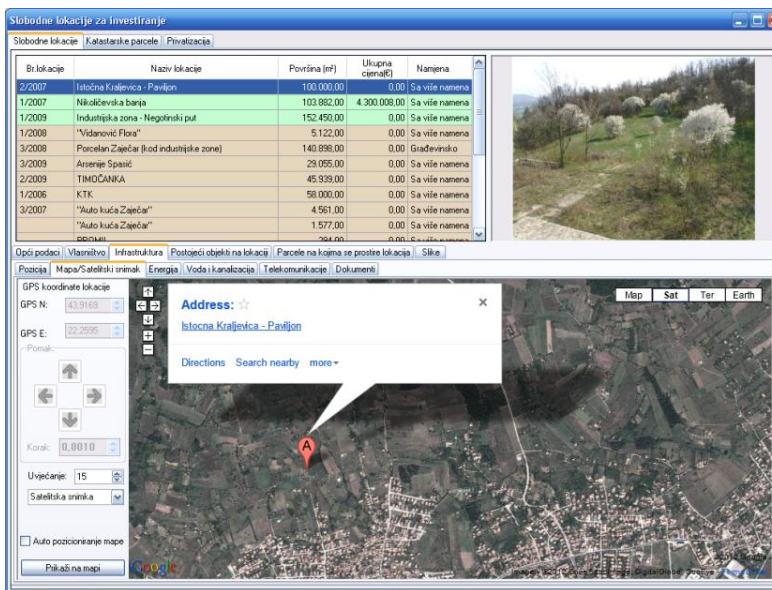 Slobodne lokacije za investiranje
Slobodne lokacije Katastarske parcele Privatizacija
Br.lokacije Naziv lokacije Površina (m²) Ukupna cijena(€) Namjena
2/2007 Istočna Kraljevica - Paviljon 100.000,00 0,00 Sa više namena
1/2007 Nikoličevska banja 103.882,00 4.300.008,00 Sa više namena
1/2009 Industrijska zona - Negotinski put 152.450,00 0,00 Sa više namena
1/2008 "Vidanović Flora" 5.122,00 0,00 Sa više namena
3/2008 Porcelan Zaječar (kod industrijske zone) 140.898,00 0,00 Građevinsko
3/2009 Arsenije Spasić 29.055,00 0,00 Sa više namena
2/2009 TIMOČANKA 45.939,00 0,00 Sa više namena
1/2006 KTK 58.000,00 0,00 Sa više namena
3/2007 "Auto kuća Zaječar" 4.561,00 0,00 Sa više namena
"Auto kuća Zaječar" 1.577,00 0,00 Sa više namena
Opći podaci Vlasništvo Infrastruktura Postojeći objekti na lokaciji Parcele na kojima se prostire lokacija Slike
Pozicija Mapa/Satelitski snimak Energija Voda i kanalizacija Telekomunikacije Dokumenti
GPS koordinate lokacije
GPS N: 43,9169
GPS E: 22,2595
Pomak:
Korak: 0,0010
Uvjećanje: 15
Satelitska snimka
Auto pozicioniranje mape
Prikaži na mapi
Address:
Istocna Kraljevica - Paviljon
Directions Search nearby more
Map Sat Ter Earth
A
Google